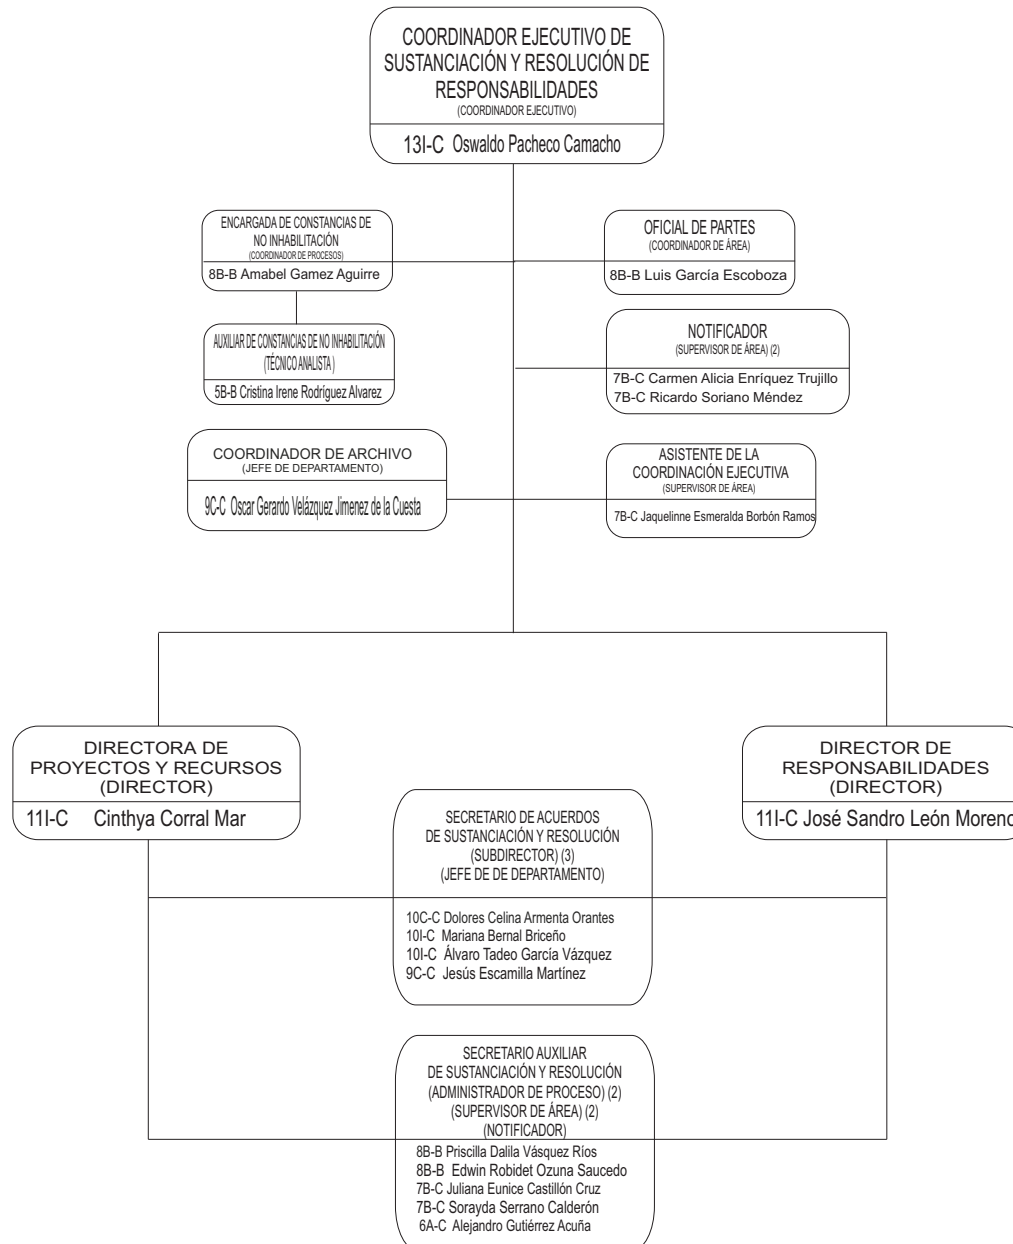 COORDINADOR EJECUTIVO DE
SUSTANCIACIÓN Y RESOLUCIÓN DE
RESPONSABILIDADES
(COORDINADOR EJECUTIVO)
13I-C Oswaldo Pacheco Camacho
ENCARGADA DE CONSTANCIAS DE
NO INHABILITACIÓN
(COORDINADOR DE PROCESOS)
8B-B Amabel Gamez Aguirre
OFICIAL DE PARTES
(COORDINADOR DE ÁREA)
8B-B Luis García Escoboza
AUXILIAR DE CONSTANCIAS DE NO INHABILITACIÓN
(TÉCNICO ANALISTA )
5B-B Cristina Irene Rodríguez Alvarez
NOTIFICADOR
(SUPERVISOR DE ÁREA) (2)
7B-C Carmen Alicia Enríquez Trujillo
7B-C Ricardo Soriano Méndez
COORDINADOR DE ARCHIVO
(JEFE DE DEPARTAMENTO)
9C-C Oscar Gerardo Velázquez Jimenez de la Cuesta
ASISTENTE DE LA
COORDINACIÓN EJECUTIVA
(SUPERVISOR DE ÁREA)
7B-C Jaquelinne Esmeralda Borbón Ramos
DIRECTORA DE
PROYECTOS Y RECURSOS
(DIRECTOR)
11I-C Cinthya Corral Mar
DIRECTOR DE
RESPONSABILIDADES
(DIRECTOR)
11I-C José Sandro León Moreno
SECRETARIO DE ACUERDOS
DE SUSTANCIACIÓN Y RESOLUCIÓN
(SUBDIRECTOR) (3)
(JEFE DE DE DEPARTAMENTO)
10C-C Dolores Celina Armenta Orantes
10I-C Mariana Bernal Briceño
10I-C Álvaro Tadeo García Vázquez
9C-C Jesús Escamilla Martínez
SECRETARIO AUXILIAR
DE SUSTANCIACIÓN Y RESOLUCIÓN
(ADMINISTRADOR DE PROCESO) (2)
(SUPERVISOR DE ÁREA) (2)
(NOTIFICADOR)
8B-B Priscilla Dalila Vásquez Ríos
8B-B Edwin Robidet Ozuna Saucedo
7B-C Juliana Eunice Castillón Cruz
7B-C Sorayda Serrano Calderón
6A-C Alejandro Gutiérrez Acuña